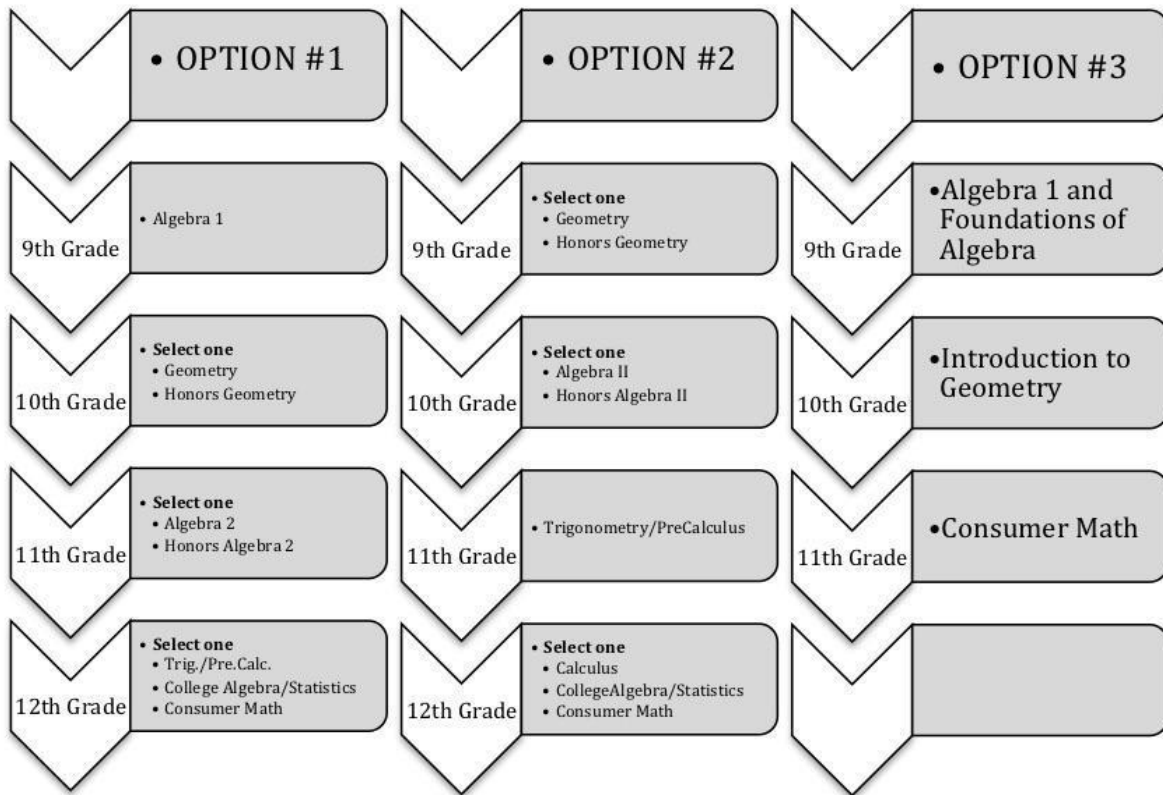 • OPTION #1
9th Grade
• Algebra 1
10th Grade
• Select one
• Geometry
• Honors Geometry
11th Grade
• Select one
• Algebra 2
• Honors Algebra 2
12th Grade
• Select one
• Trig./Pre.Calc.
• College Algebra/Statistics
• Consumer Math
• OPTION #2
9th Grade
• Select one
• Geometry
• Honors Geometry
10th Grade
• Select one
• Algebra II
• Honors Algebra II
11th Grade
• Trigonometry/PreCalculus
12th Grade
• Select one
• Calculus
• CollegeAlgebra/Statistics
• Consumer Math
• OPTION #3
9th Grade
•Algebra 1 and
Foundations of
Algebra
10th Grade
•Introduction to
Geometry
11th Grade
•Consumer Math